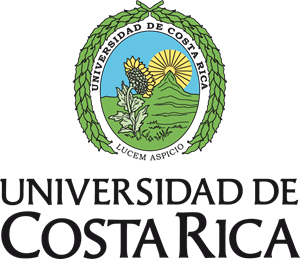 UNIVERSIDAD DE COSTA RICA
LUCEM ASPICIO
UNIVERSIDAD DE
COSTA RICA